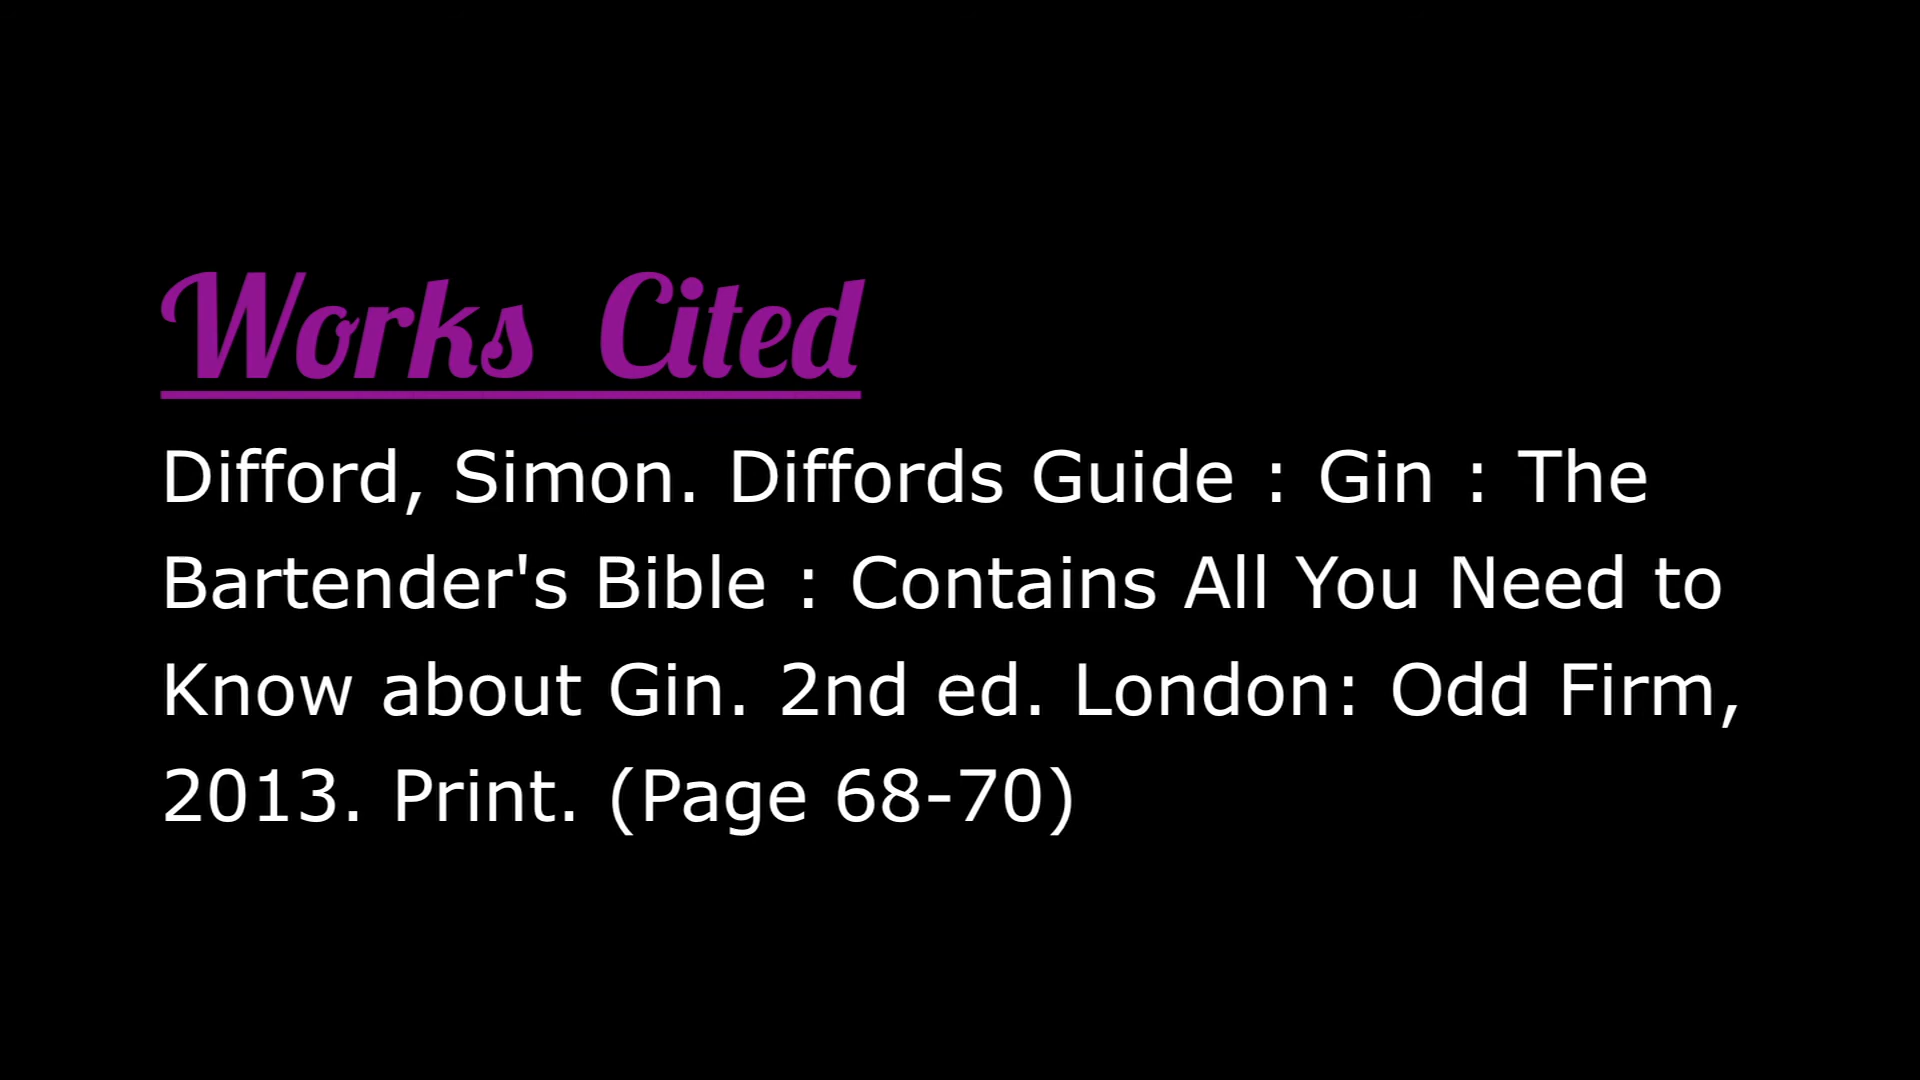 Works Cited
Difford, Simon. Diffords Guide : Gin : The
Bartender's Bible : Contains All You Need to
Know about Gin. 2nd ed. London: Odd Firm,
2013. Print. (Page 68-70)